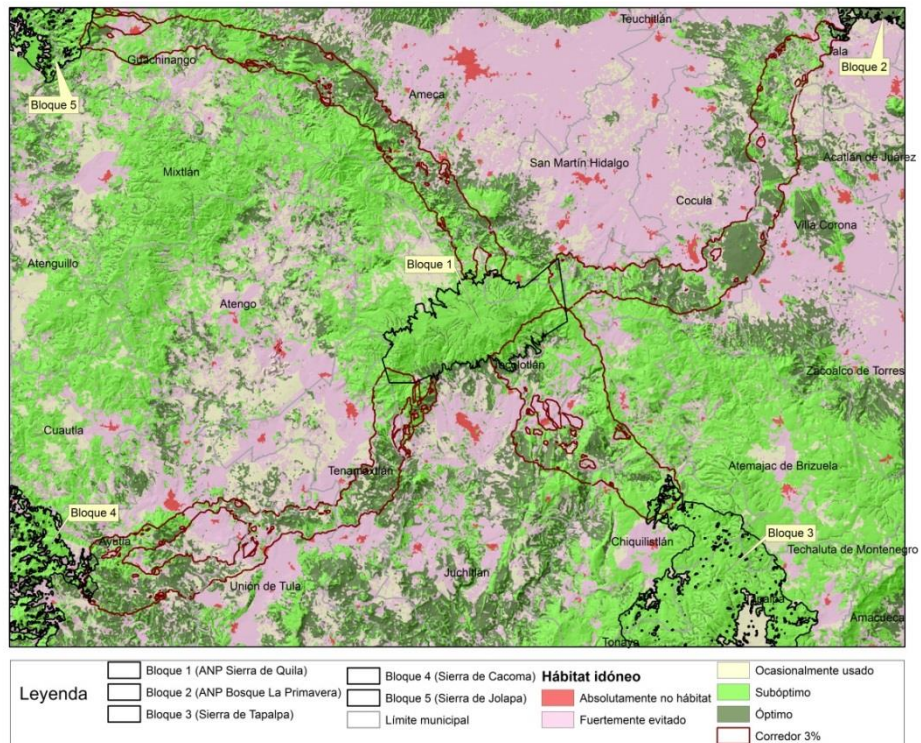 Teuchitlán
Tala
Bloque 2
Guachinango
Bloque 5
Ameca
San Martín Hidalgo
Acatlán de Juárez
Mixtlán
Cocula
Villa Corona
Atenguillo
Bloque 1
Atengo
Tecolotlán
Zacoalco de Torres
Cuautla
Tenamaxtlán
Atemajac de Brizuela
Bloque 4
Ayutla
Chiquilistlán
Bloque 3
Techaluta de Montenegro
Juchitlán
Unión de Tula
Tapalpa
Amacueca
Tonaya
Leyenda
Bloque 1 (ANP Sierra de Quila)
Bloque 2 (ANP Bosque La Primavera)
Bloque 3 (Sierra de Tapalpa)
Bloque 4 (Sierra de Cacoma)
Bloque 5 (Sierra de Jolapa)
Límite municipal
Hábitat idóneo
Absolutamente no hábitat
Fuertemente evitado
Ocasionalmente usado
Subóptimo
Óptimo
Corredor 3%